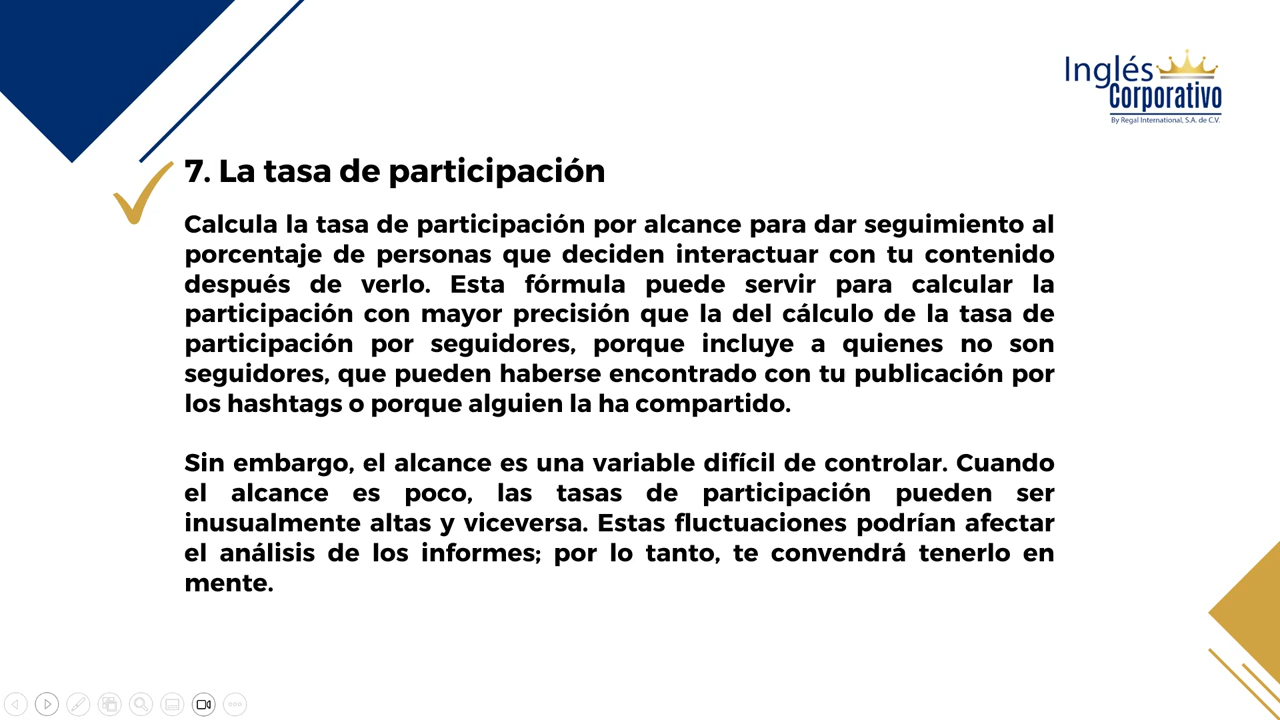 Inglés
Corporativo
By Regal International, S.A. de C.V.
7. La tasa de participación
Calcula la tasa de participación por alcance para dar seguimiento al
porcentaje de personas que deciden interactuar con tu contenido
después de verlo. Esta fórmula puede servir para calcular la
participación con mayor precisión que la del cálculo de la tasa de
participación por seguidores, porque incluye a quienes no son
seguidores, que pueden haberse encontrado con tu publicación por
los hashtags o porque alguien la ha compartido.
Sin embargo, el alcance es una variable difícil de controlar. Cuando
el alcance es poco, las tasas de participación pueden ser
inusualmente altas y viceversa. Estas fluctuaciones podrían afectar
el análisis de los informes; por lo tanto, te convendrá tenerlo en
mente.